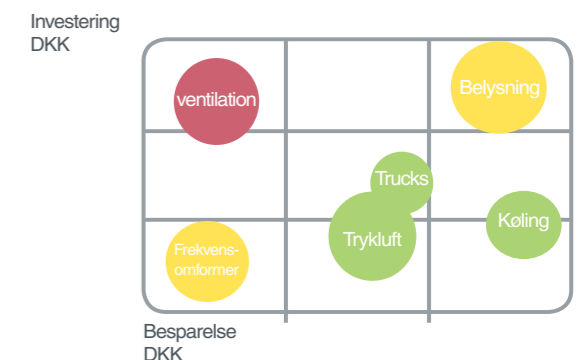 Investering
DKK
ventilation
Belysning
Trucks
Køling
Trykluft
Frekvens-
omformer
Besparelse
DKK